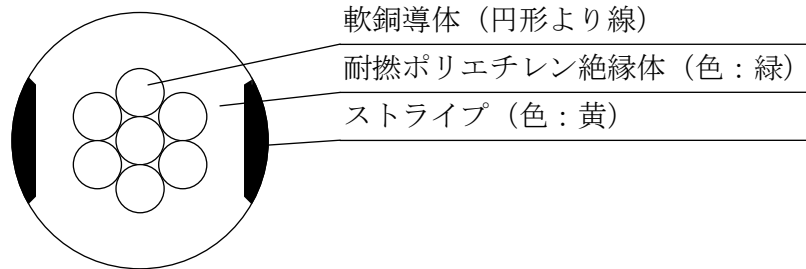 軟銅導体（円形より線）
耐撚ポリエチレン絶縁体（色：緑）
ストライプ（色：黄）